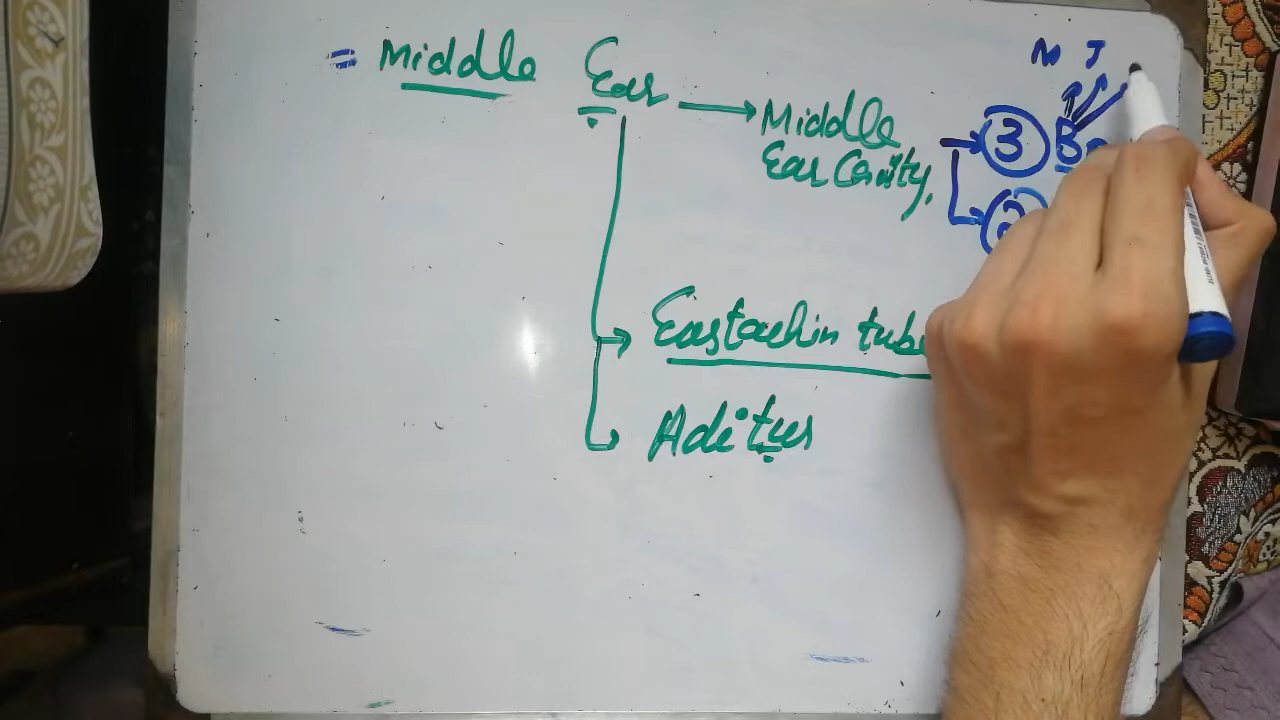 M J
= Middle Ear → Middle
Ear Cavity,
3 B
Eastachin tube
Aditus